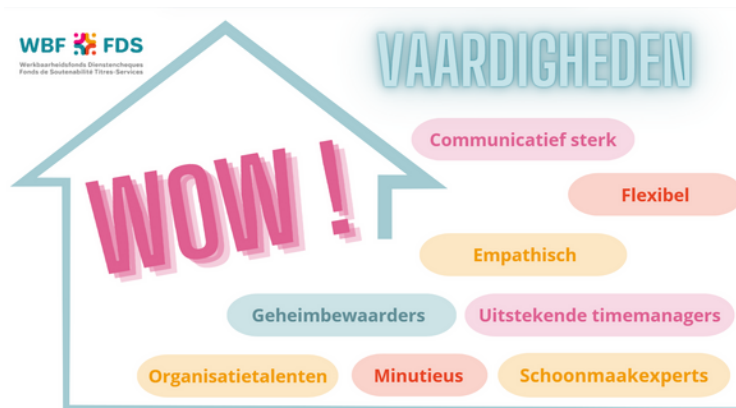 WBF FDS
Werkbaarheidsfonds Dienstencheques
Fonds de Soutenabilité Titres-Services
VAARDIGHEDEN
WOW !
Communicatief sterk
Flexibel
Empathisch
Geheimbewaarders
Uitstekende timemanagers
Organisatietalenten
Minutieus
Schoonmaakexperts